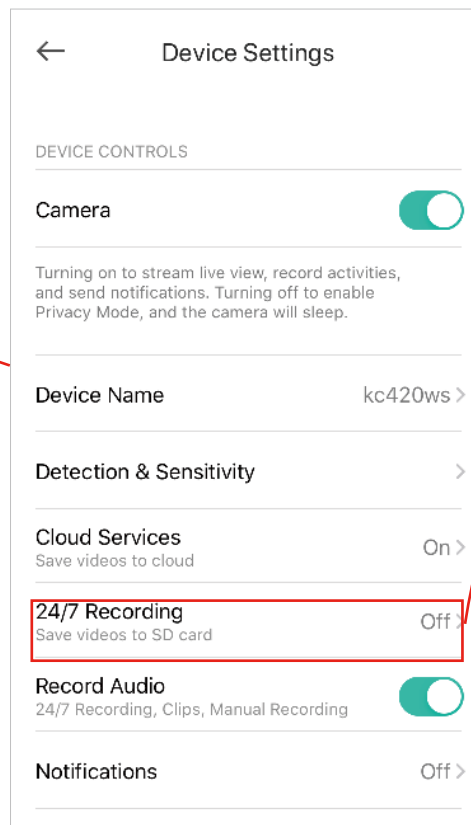 Device Settings
DEVICE CONTROLS
Camera
Turning on to stream live view, record activities,
and send notifications. Turning off to enable
Privacy Mode, and the camera will sleep.
Device Name kc420ws
Detection & Sensitivity
Cloud Services
Save videos to cloud
On
24/7 Recording
Save videos to SD card
Off
Record Audio
24/7 Recording, Clips, Manual Recording
Notifications Off